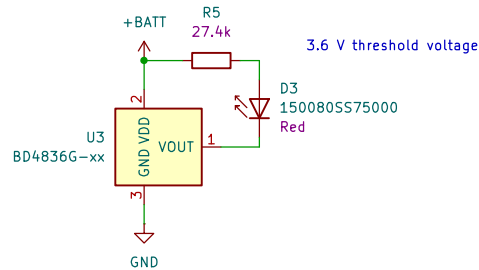 +BATT
R5
27.4k
3.6 V threshold voltage
D3
150080SS75000
Red
2
U3
BD4836G-xx
GND VDD
VOUT
1
3
GND